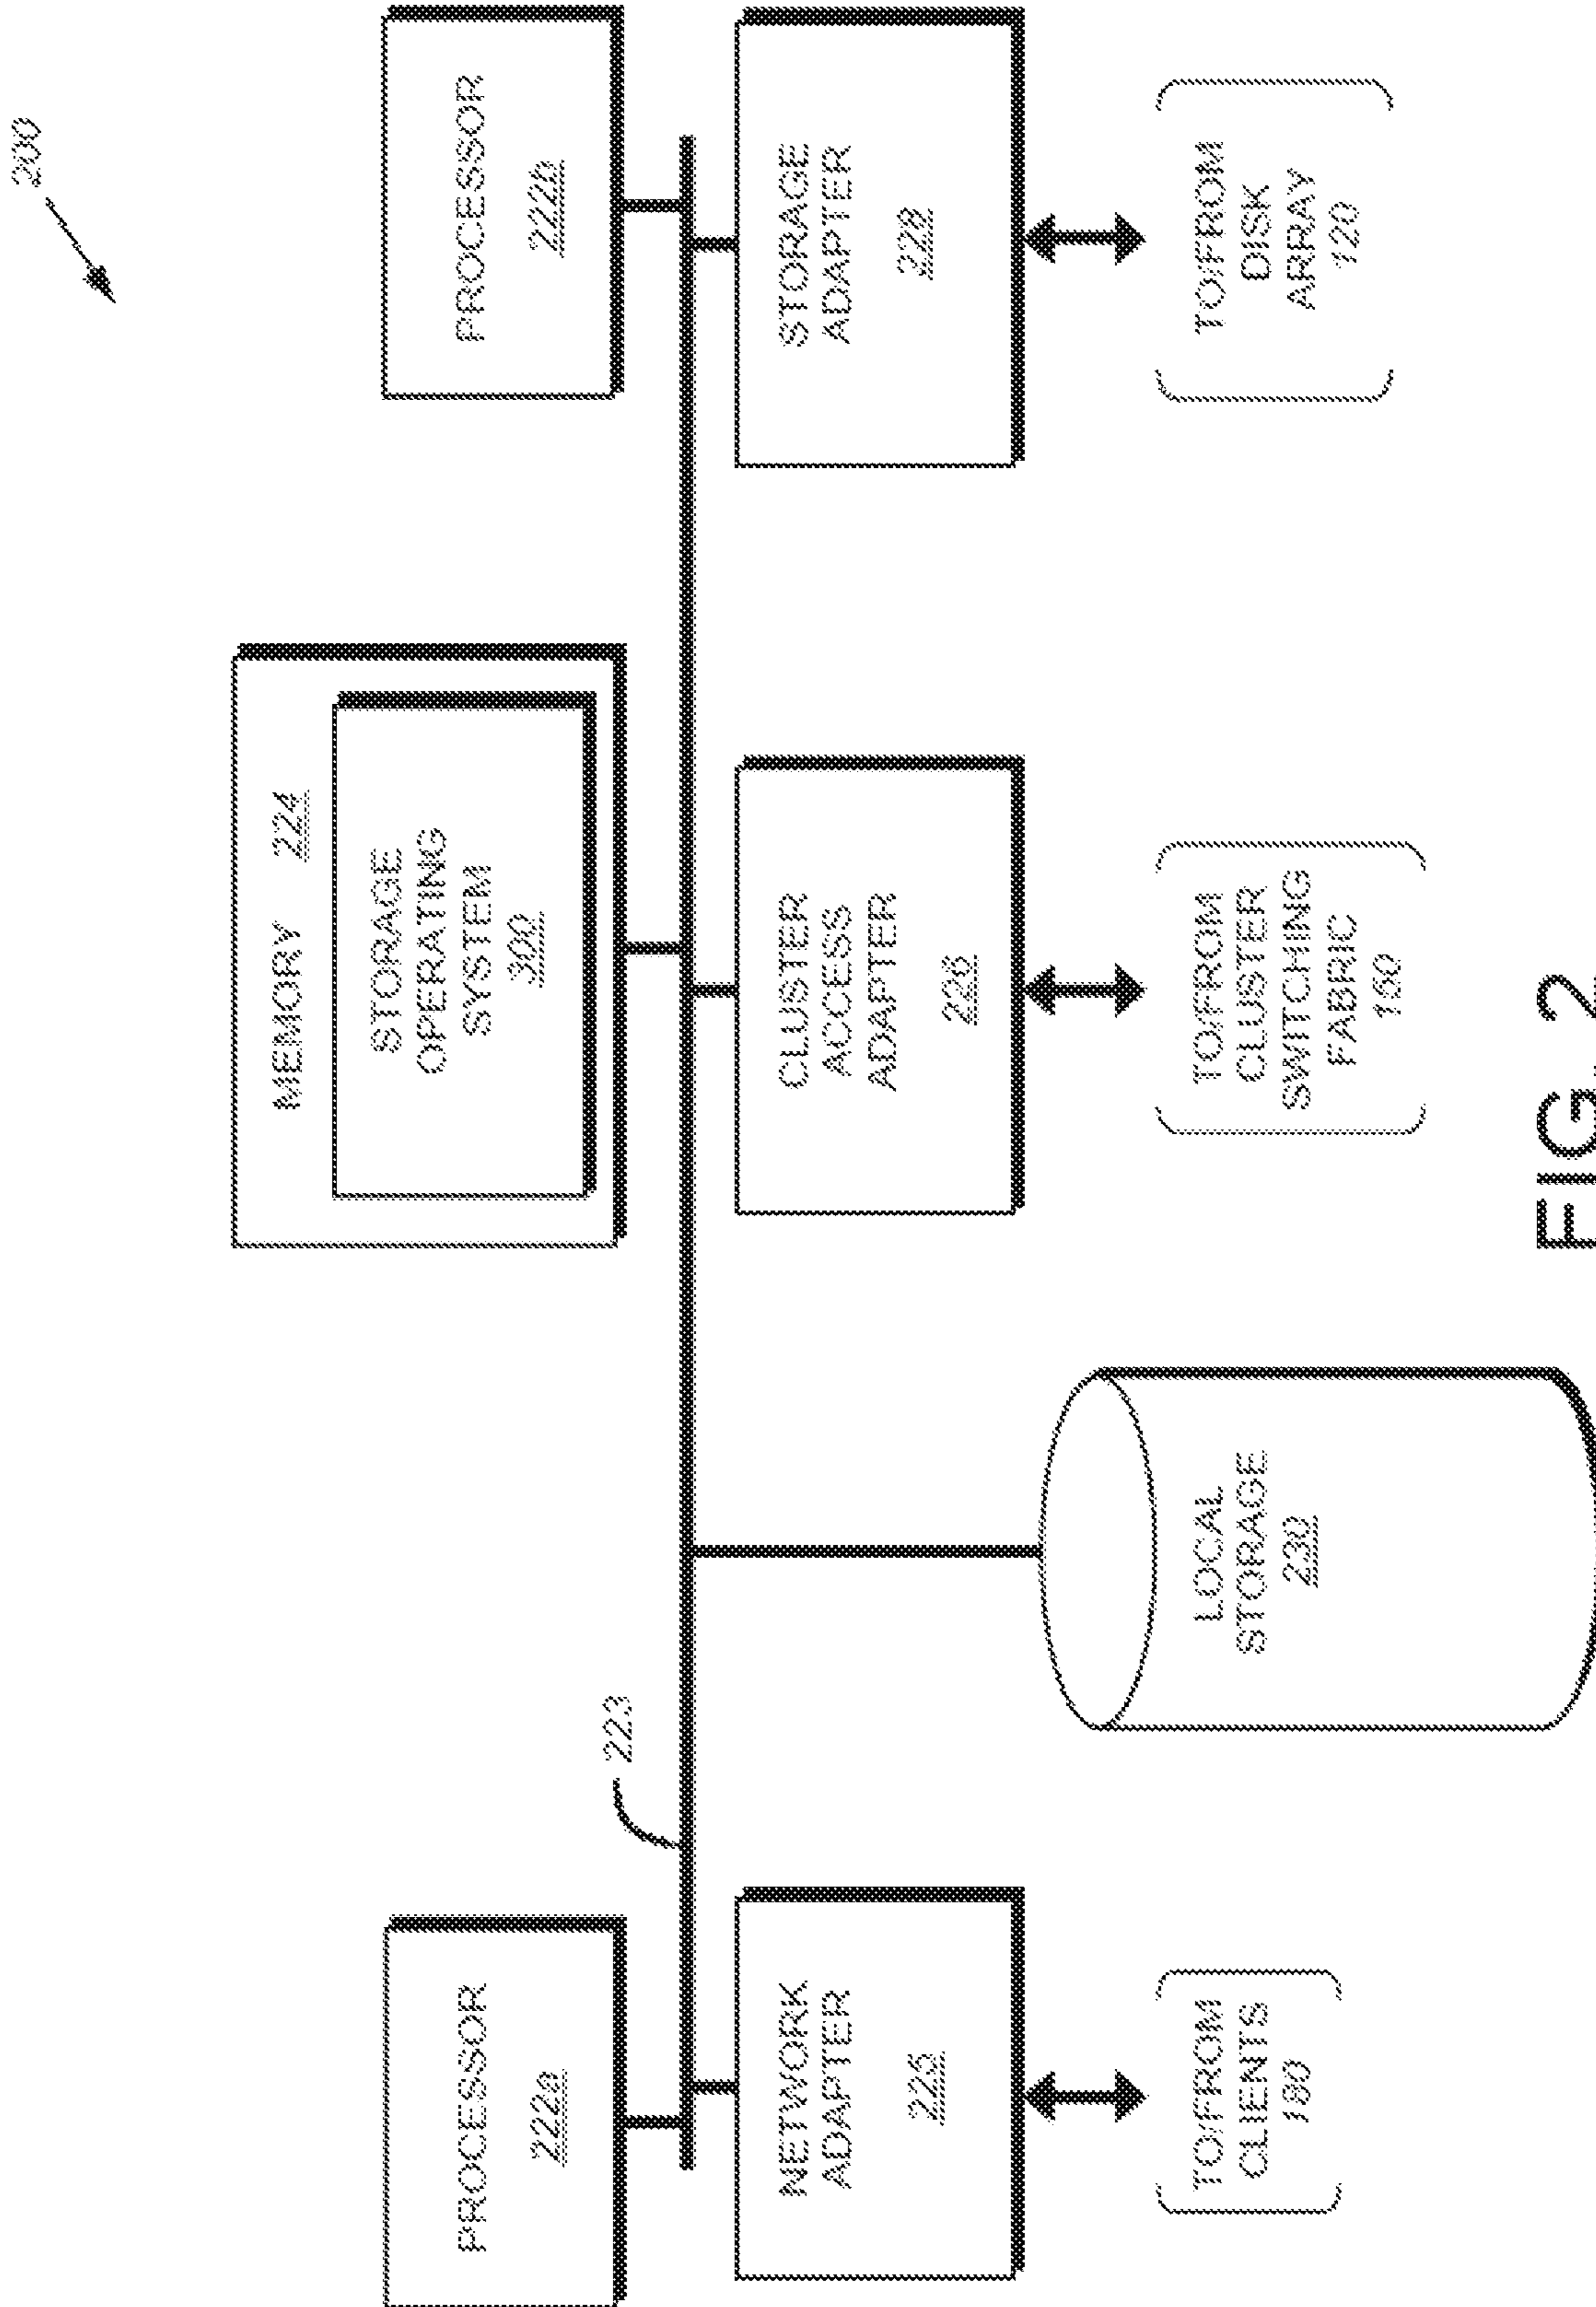 200
PROCESSOR
222a
MEMORY 224
STORAGE
OPERATING
SYSTEM
300
PROCESSOR
222b
223
NETWORK
ADAPTER
225
CLUSTER
ACCESS
ADAPTER
226
STORAGE
ADAPTER
228
TO/FROM
CLIENTS
180
LOCAL
STORAGE
230
TO/FROM
CLUSTER
SWITCHING
FABRIC
150
TO/FROM
DISK
ARRAY
120
FIG. 2